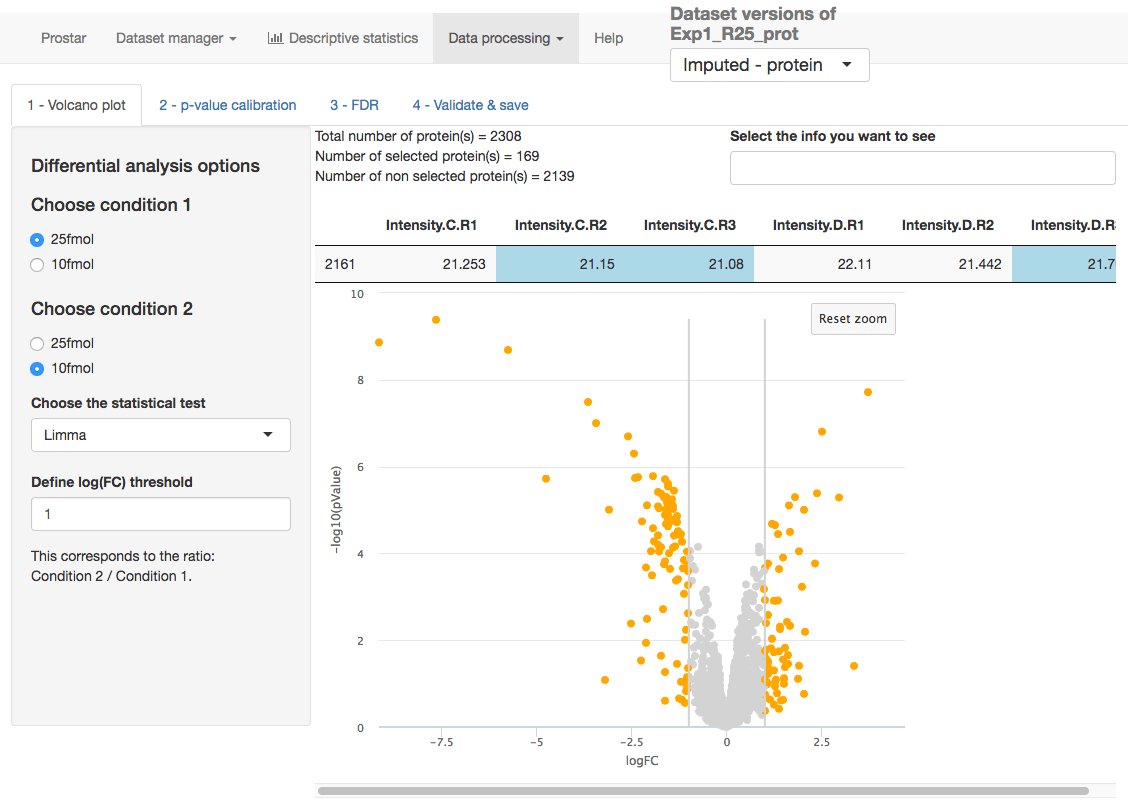 Prostar
Dataset manager
Descriptive statistics
Data processing
Help
Dataset versions of
Exp1_R25_prot
Imputed - protein
1 - Volcano plot
2 - p-value calibration
3 - FDR
4 - Validate & save
Differential analysis options
Choose condition 1
25fmol
10fmol
Choose condition 2
25fmol
10fmol
Choose the statistical test
Limma
Define log(FC) threshold
1
This corresponds to the ratio:
Condition 2 / Condition 1.
Total number of protein(s) = 2308
Number of selected protein(s) = 169
Number of non selected protein(s) = 2139
Select the info you want to see
Intensity.C.R1 Intensity.C.R2 Intensity.C.R3 Intensity.D.R1 Intensity.D.R2 Intensity.D.R
2161 21.253 21.15 21.08 22.11 21.442 21.7
Reset zoom
10
8
6
4
2
0
-log10(pValue)
-7.5 -5 -2.5 0 2.5
logFC